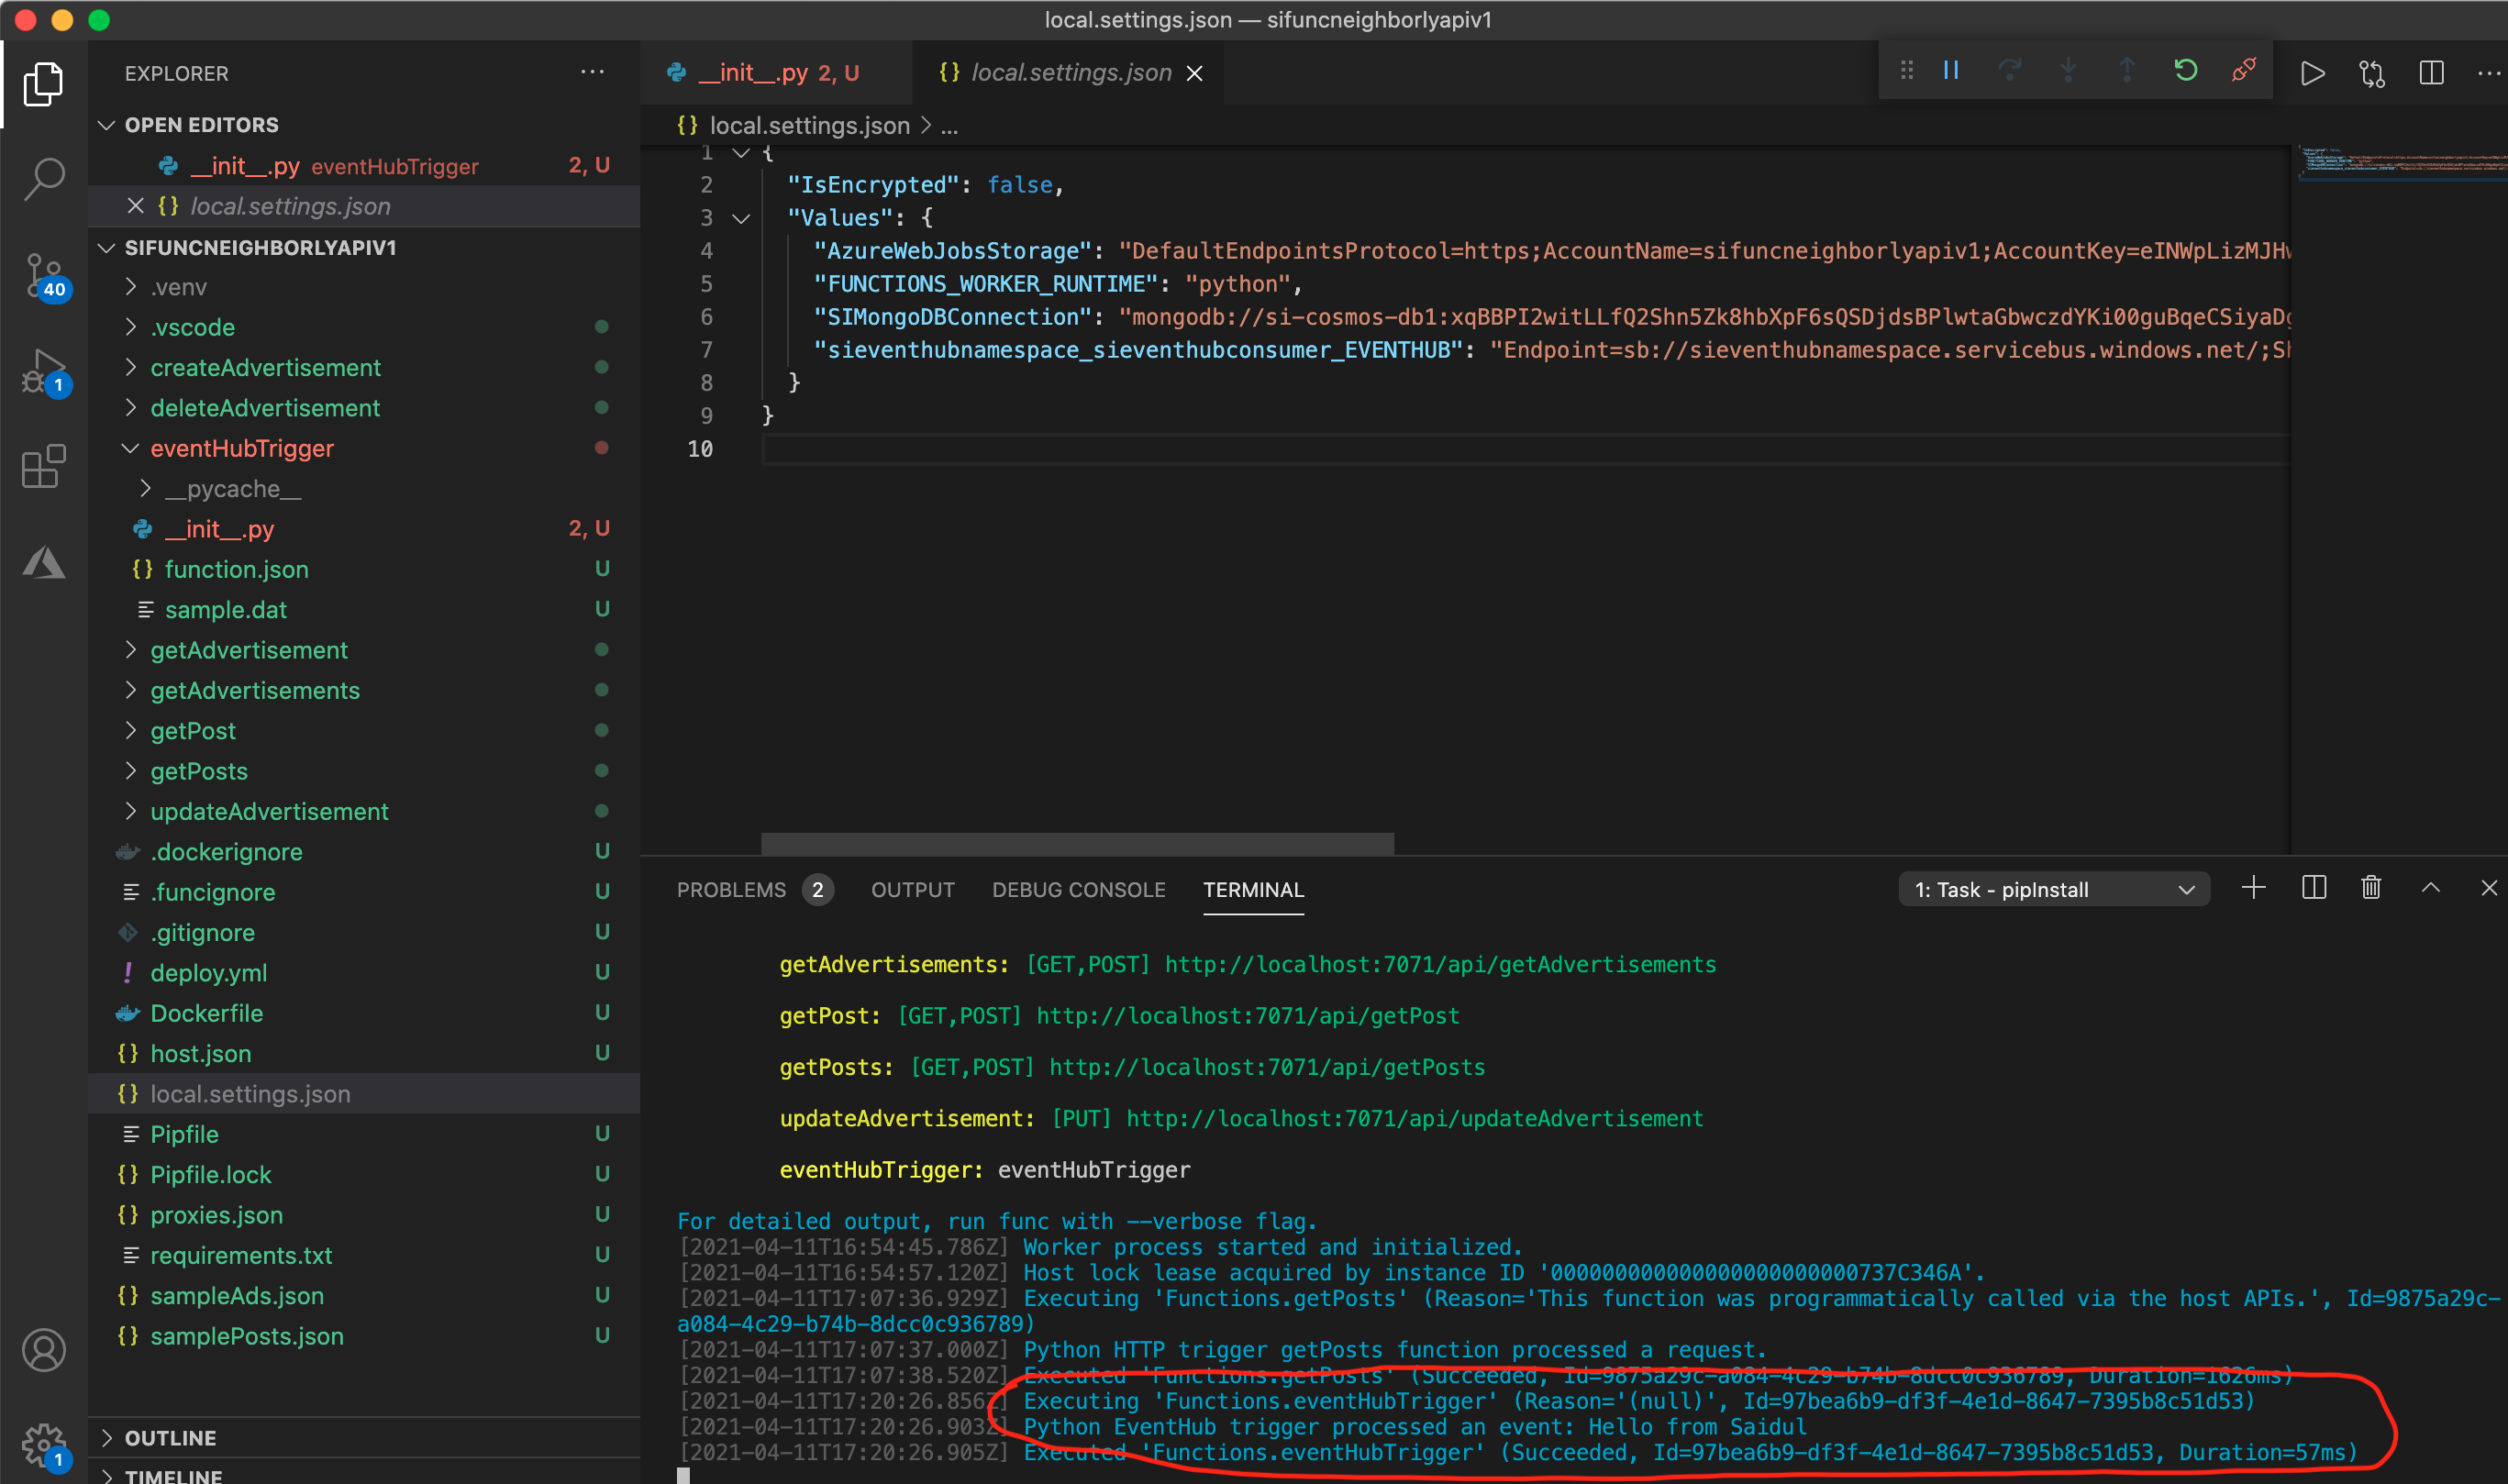 local.settings.json — sifuncneighborlyapiv1
EXPLORER
OPEN EDITORS
__init__.py eventHubTrigger 2, U
{} local.settings.json
SIFUNCNEIGHBORLYAPIV1
.venv
.vscode
createAdvertisement
deleteAdvertisement
eventHubTrigger
__pycache__
__init__.py 2, U
{} function.json U
sample.dat U
getAdvertisement
getAdvertisements
getPost
getPosts
updateAdvertisement
.dockerignore U
.funcignore U
.gitignore U
! deploy.yml U
Dockerfile U
{} host.json U
{} local.settings.json
Pipfile U
{} Pipfile.lock U
{} proxies.json U
requirements.txt U
{} sampleAds.json U
{} samplePosts.json U
OUTLINE
TIMELINE
40
1
1
__init__.py 2, U
{} local.settings.json
{} local.settings.json > ...
1 {
2 "IsEncrypted": false,
3 "Values": {
4 "AzureWebJobsStorage": "DefaultEndpointsProtocol=https;AccountName=sifuncneighborlyapiv1;AccountKey=
5 "FUNCTIONS_WORKER_RUNTIME": "python",
6 "SIMongoDBConnection": "mongodb://si-cosmos-db1:
7 "sieventhubnamespace_sieventhubconsumer_EVENTHUB": "Endpoint=sb://sieventhubnamespace.servicebus.windows.net/;Sh
8 }
9 }
10
PROBLEMS 2 OUTPUT DEBUG CONSOLE TERMINAL 1: Task - pipInstall
getAdvertisements: [GET,POST] http://localhost:7071/api/getAdvertisements
getPost: [GET,POST] http://localhost:7071/api/getPost
getPosts: [GET,POST] http://localhost:7071/api/getPosts
updateAdvertisement: [PUT] http://localhost:7071/api/updateAdvertisement
eventHubTrigger: eventHubTrigger
For detailed output, run func with --verbose flag.
[2021-04-11T16:54:45.786Z] Worker process started and initialized.
[2021-04-11T16:54:57.120Z] Host lock lease acquired by instance ID '000000000000000000000000737C346A'.
[2021-04-11T17:07:36.929Z] Executing 'Functions.getPosts' (Reason='This function was programmatically called via the host APIs.', Id=9875a29c-
a084-4c29-b74b-8dcc0c936789)
[2021-04-11T17:07:37.000Z] Python HTTP trigger getPosts function processed a request.
[2021-04-11T17:07:38.520Z] Executed 'Functions.getPosts' (Succeeded, Id=9875a29c-a084-4c29-b74b-8dcc0c936789, Duration=1626ms)
[2021-04-11T17:20:26.856Z] Executing 'Functions.eventHubTrigger' (Reason='(null)', Id=97bea6b9-df3f-4e1d-8647-7395b8c51d53)
[2021-04-11T17:20:26.903Z] Python EventHub trigger processed an event: Hello from Saidul
[2021-04-11T17:20:26.905Z] Executed 'Functions.eventHubTrigger' (Succeeded, Id=97bea6b9-df3f-4e1d-8647-7395b8c51d53, Duration=57ms)